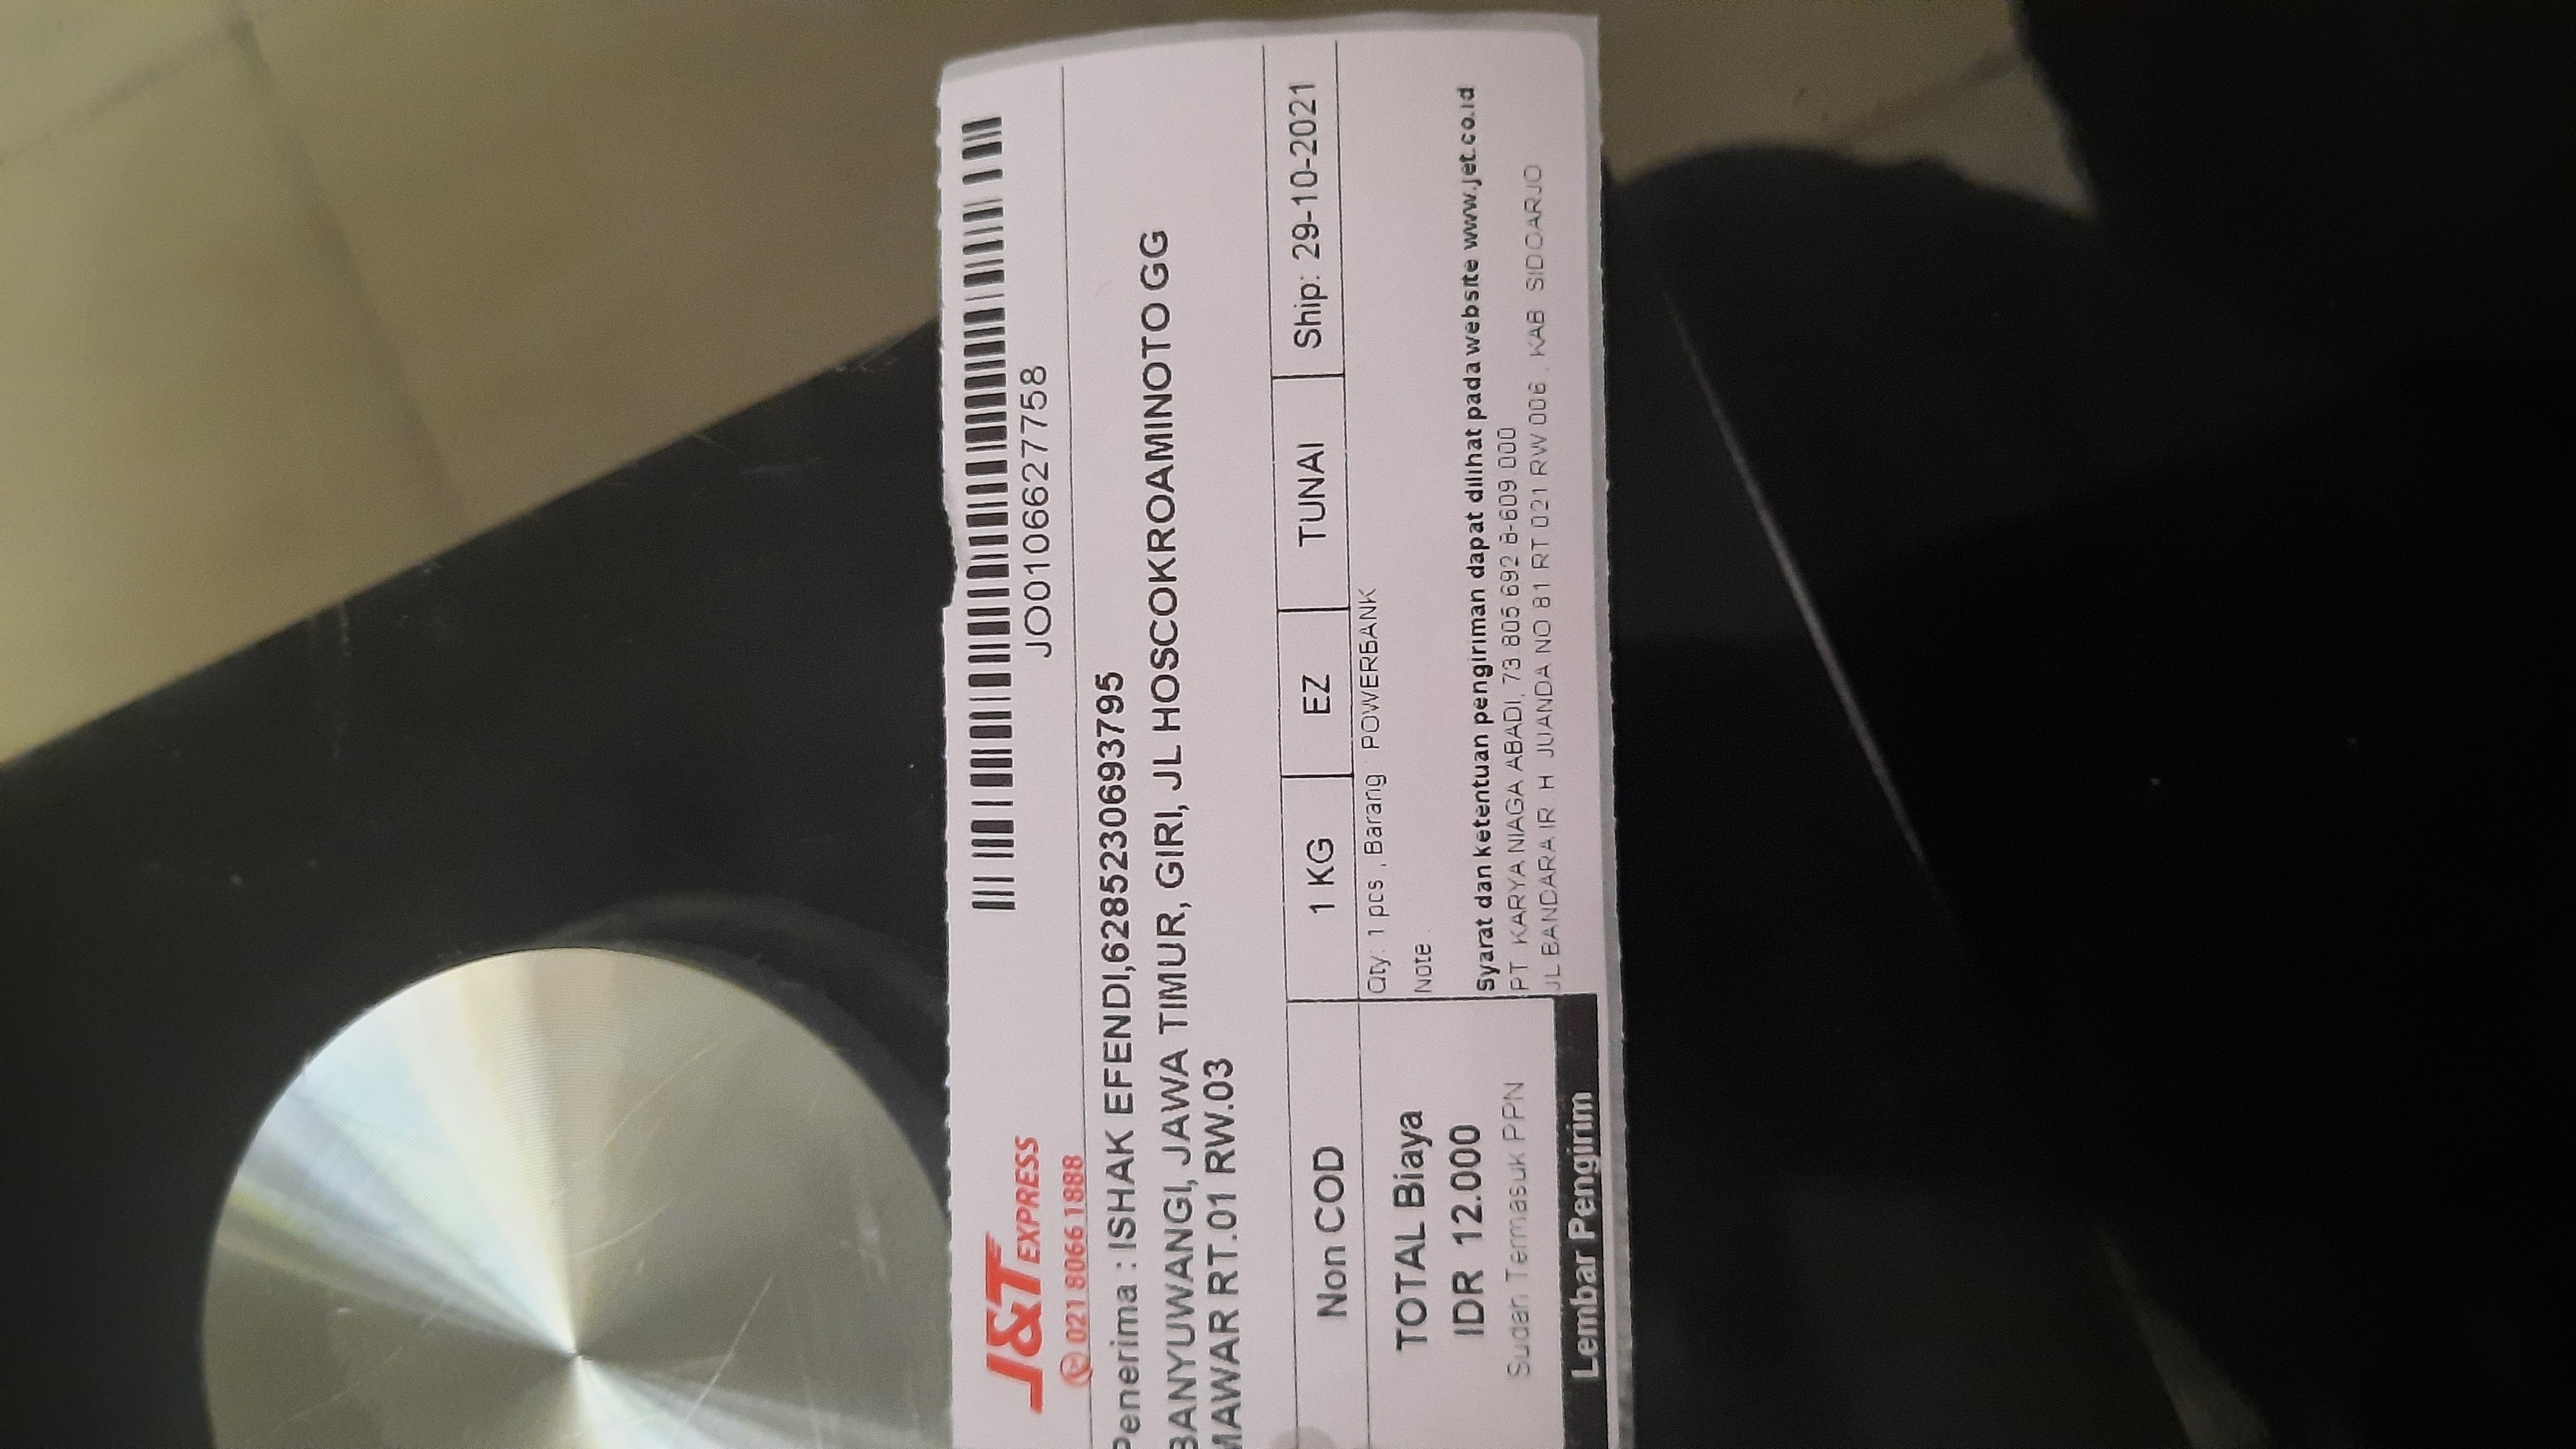 J&T EXPRESS
021 8066 1888
JO0106627758
Penerima : ISHAK EFENDI,6285230693795
BANYUWANGI, JAWA TIMUR, GIRI, JL HOSCOKROAMINOTO GG
MAWAR RT.01 RW.03
Non COD
1 KG
EZ
TUNAI
Ship: 29-10-2021
TOTAL Biaya
IDR 12.000
Sudah Termasuk PPN
Lembar Pengirim
Qty: 1 pcs , Barang POWERBANK
Note :
Syarat dan ketentuan pengiriman dapat dilihat pada website www.jet.co.id
PT. KARYA NIAGA ABADI, 73.805.692.8-609.000
JL BANDARA IR. H. JUANDA NO 81 RT 021 RW 006 , KAB. SIDOARJO